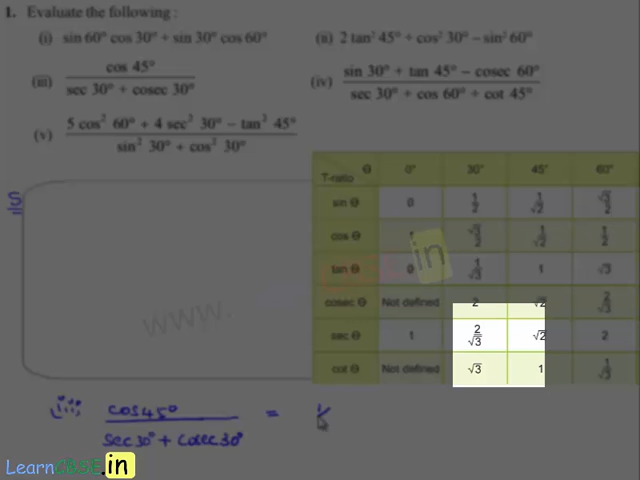 1. Evaluate the following :
(i) sin 60° cos 30° + sin 30° cos 60°
(ii) 2 tan² 45° + cos² 30° – sin² 60°
(iii) cos 45° / sec 30° + cosec 30°
(iv) sin 30° + tan 45° – cosec 60° / sec 30° + cos 60° + cot 45°
(v) 5 cos² 60° + 4 sec² 30° – tan² 45° / sin² 30° + cos² 30°
T-ratio θ 0° 30° 45° 60°
sin θ 0 1/2 1/√2 √3/2
cos θ 1 √3/2 1/√2 1/2
tan θ 0 1/√3 1 √3
cosec θ Not defined 2 √2 2/√3
sec θ 1 2/√3 √2 2
cot θ Not defined √3 1 1/√3
www. in
cos 45° / sec 30° + cosec 30° =
LearnCBSE.in